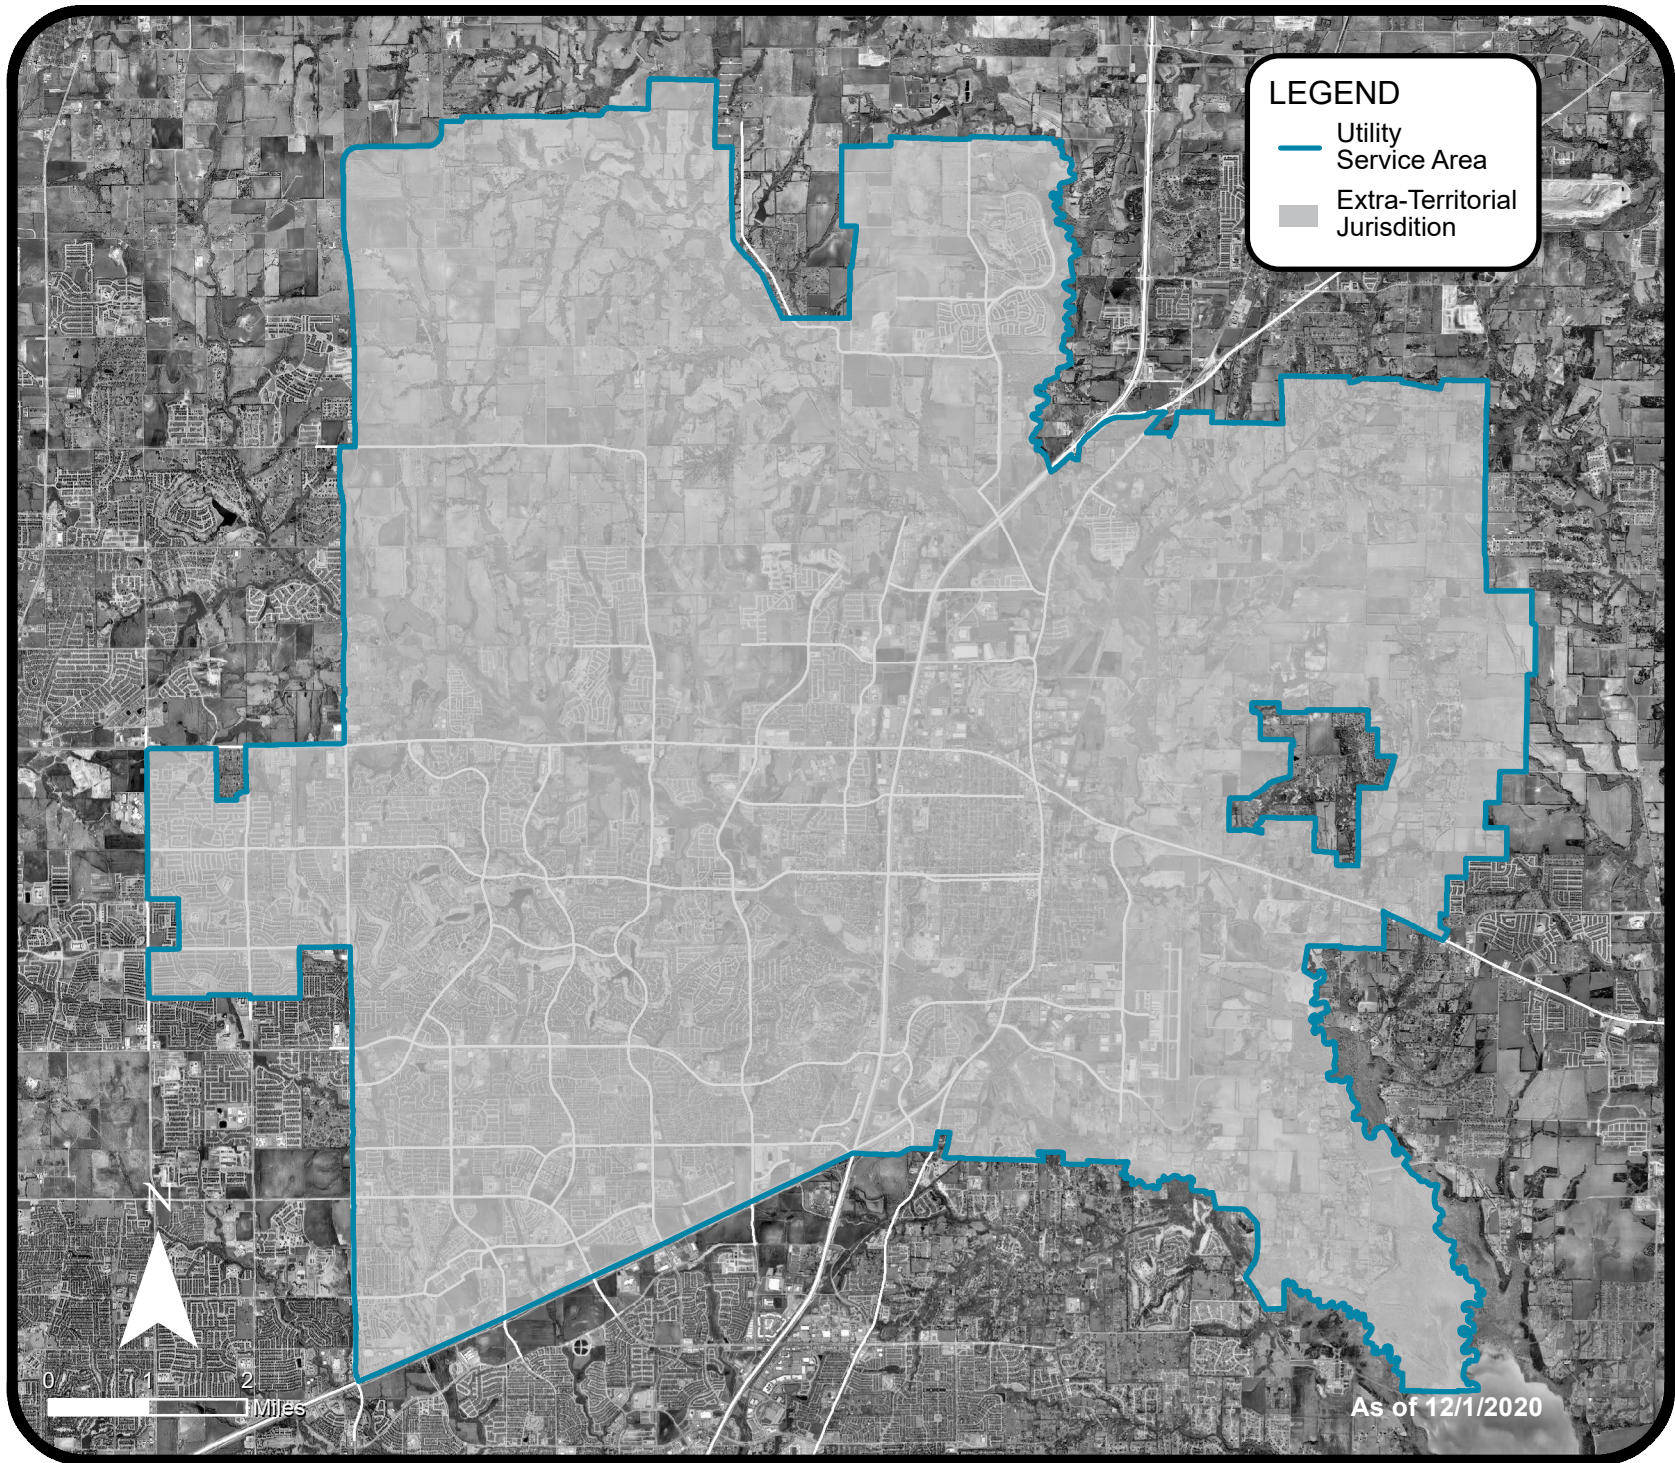 LEGEND
Utility
Service Area
Extra-Territorial
Jurisdition
N
0 1 2
Miles
As of 12/1/2020